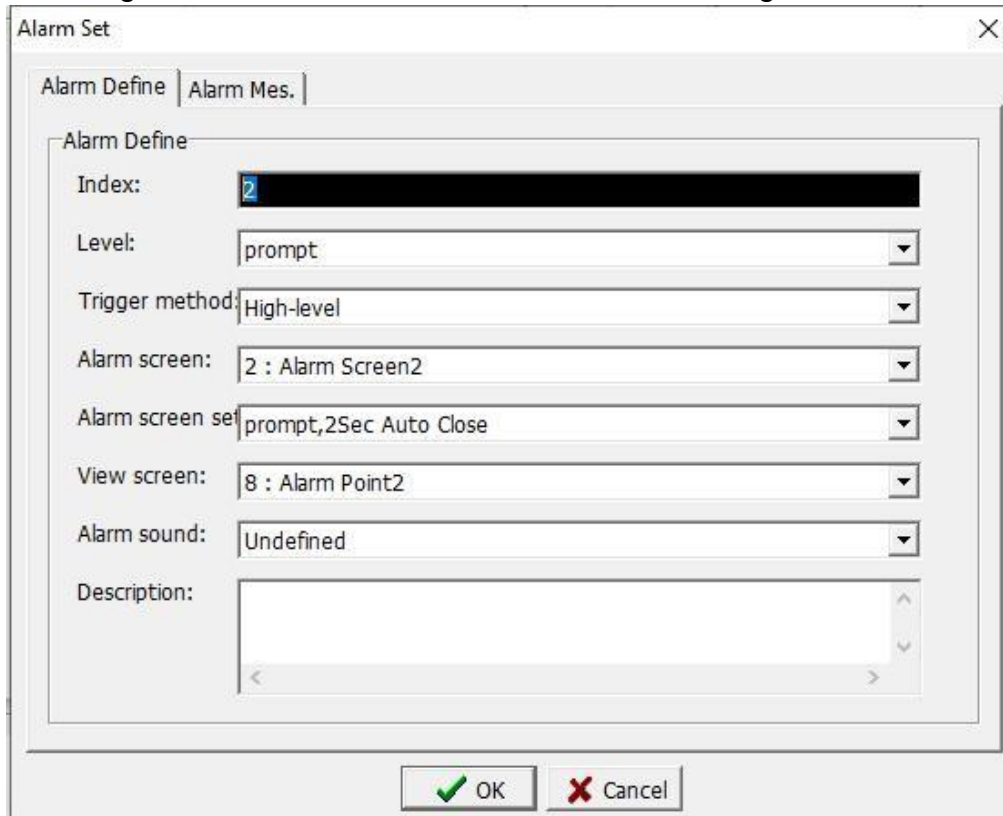 Alarm Set
Alarm Define Alarm Mes.
Alarm Define
Index: 2
Level: prompt
Trigger method: High-level
Alarm screen: 2 : Alarm Screen2
Alarm screen set prompt,2Sec Auto Close
View screen: 8 : Alarm Point2
Alarm sound: Undefined
Description:
OK Cancel